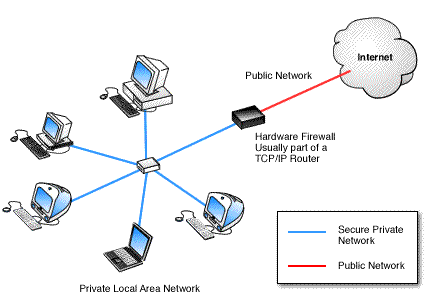 Internet
Public Network
Hardware Firewall
Usually part of a
TCP/IP Router
Secure Private
Network
Public Network
Private Local Area Network